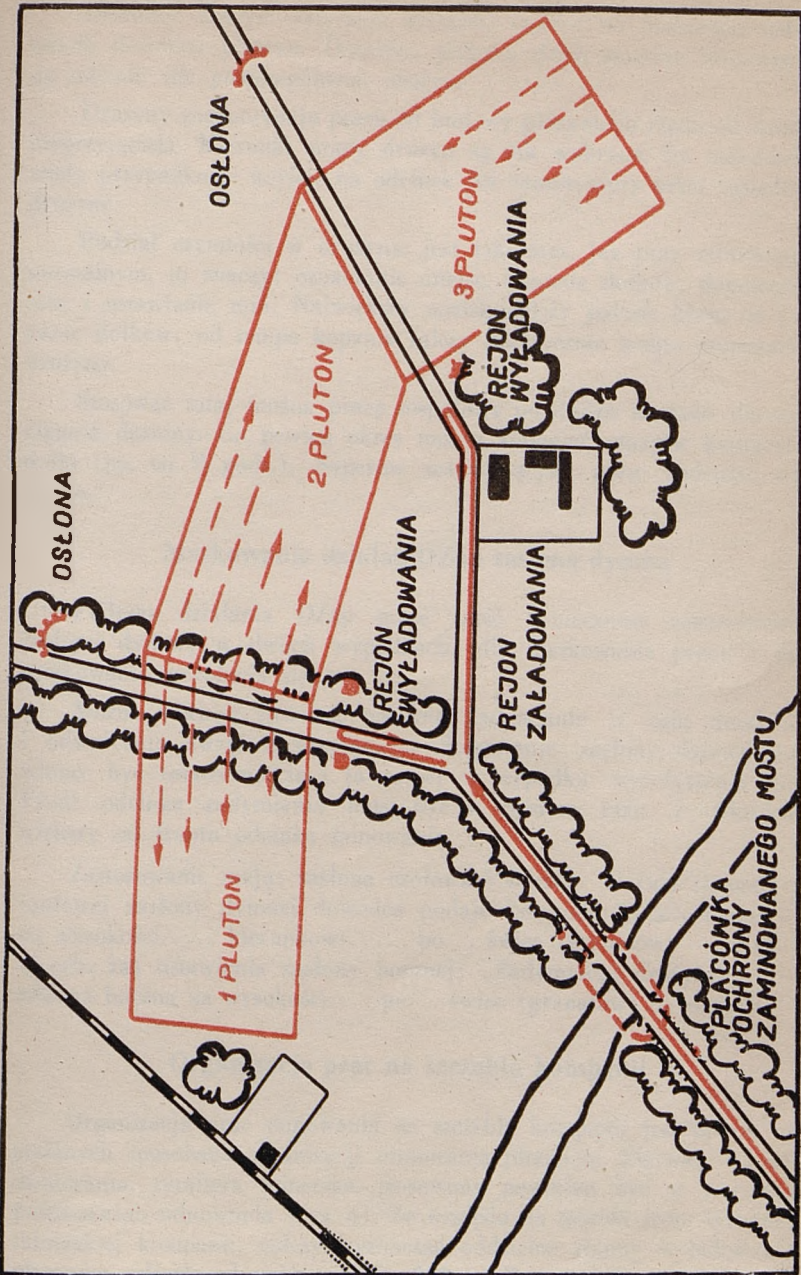 OSŁONA
OSŁONA
1 PLUTON
2 PLUTON
REJON
WYŁADOWANIA
3 PLUTON
REJON
WYŁADOWANIA
REJON
ZAŁADOWANIA
PLACÓWKA
OCHRONY
ZAMINOWANEGO MOSTU